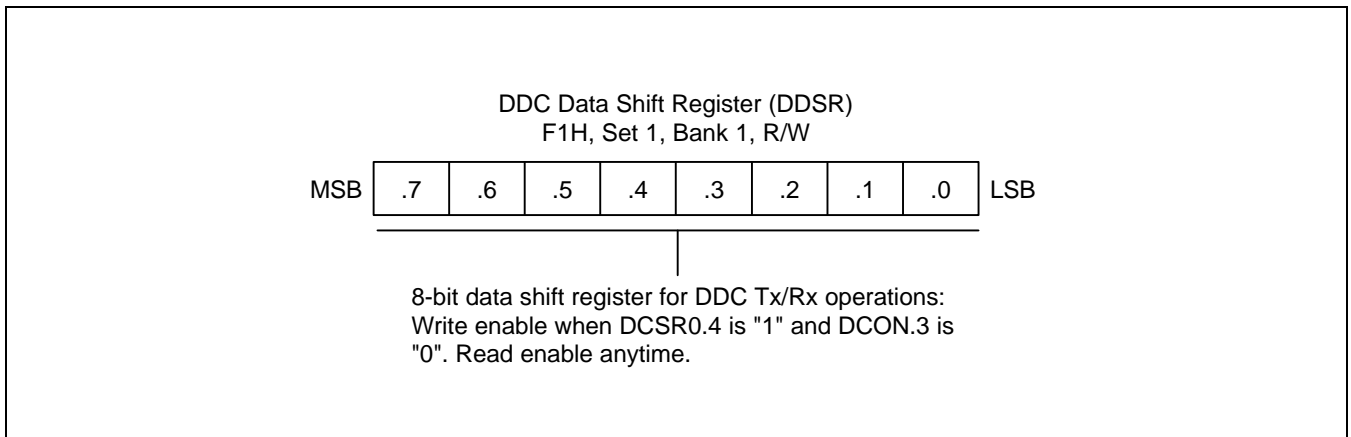 DDC Data Shift Register (DDSR)
F1H, Set 1, Bank 1, R/W
MSB .7 .6 .5 .4 .3 .2 .1 .0 LSB
8-bit data shift register for DDC Tx/Rx operations:
Write enable when DCSR0.4 is "1" and DCON.3 is
"0". Read enable anytime.